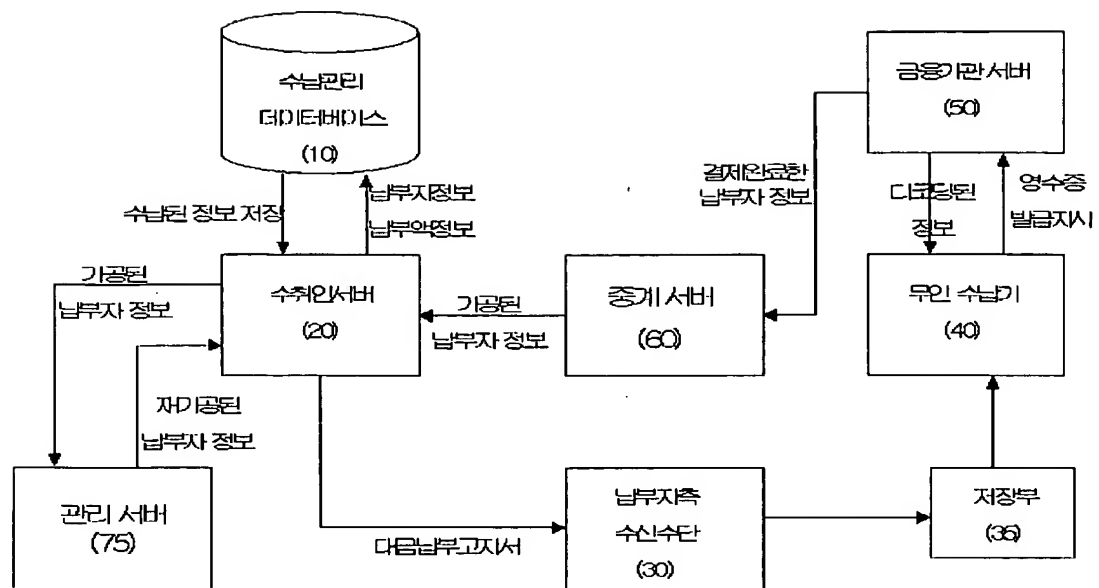 수납관리
데이터베이스
(10)
금융기관 서버
(50)
결제완료한
납부자 정보
디코딩된
정보
영수증
발급지시
수납된 정보 저장
납부자정보
납부액정보
가공된
납부자 정보
수취인서버
(20)
가공된
납부자 정보
중계 서버
(60)
무인 수납기
(40)
재가공된
납부자 정보
관리 서버
(75)
대금납부고지서
납부자측
수신수단
(30)
저장부
(35)